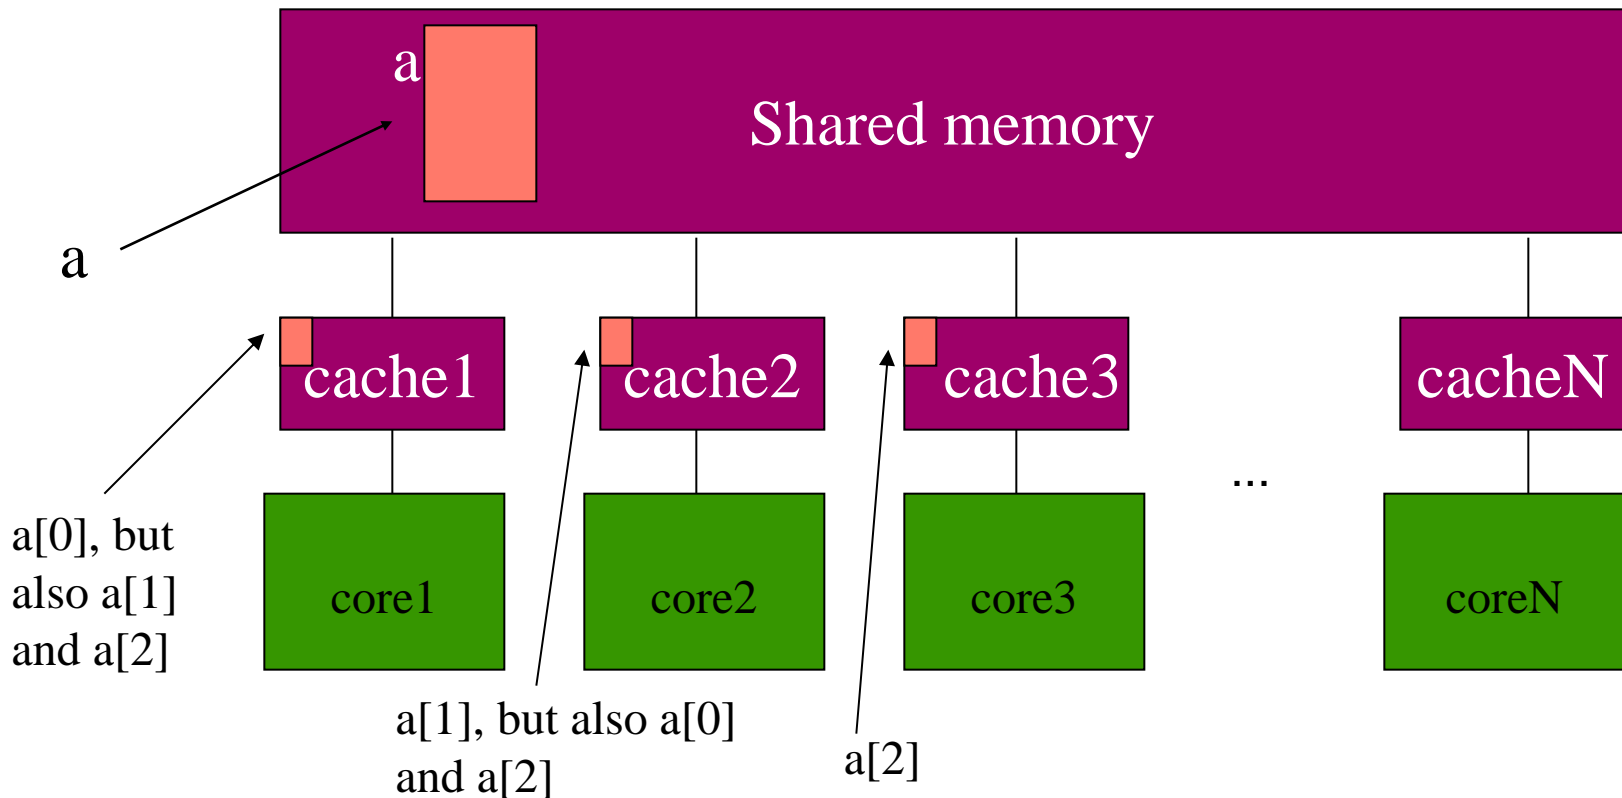 a
Shared memory
a
cache1
cache2
cache3
cacheN
...
a[0], but
also a[1]
and a[2]
core1
core2
core3
coreN
a[1], but also a[0]
and a[2]
a[2]